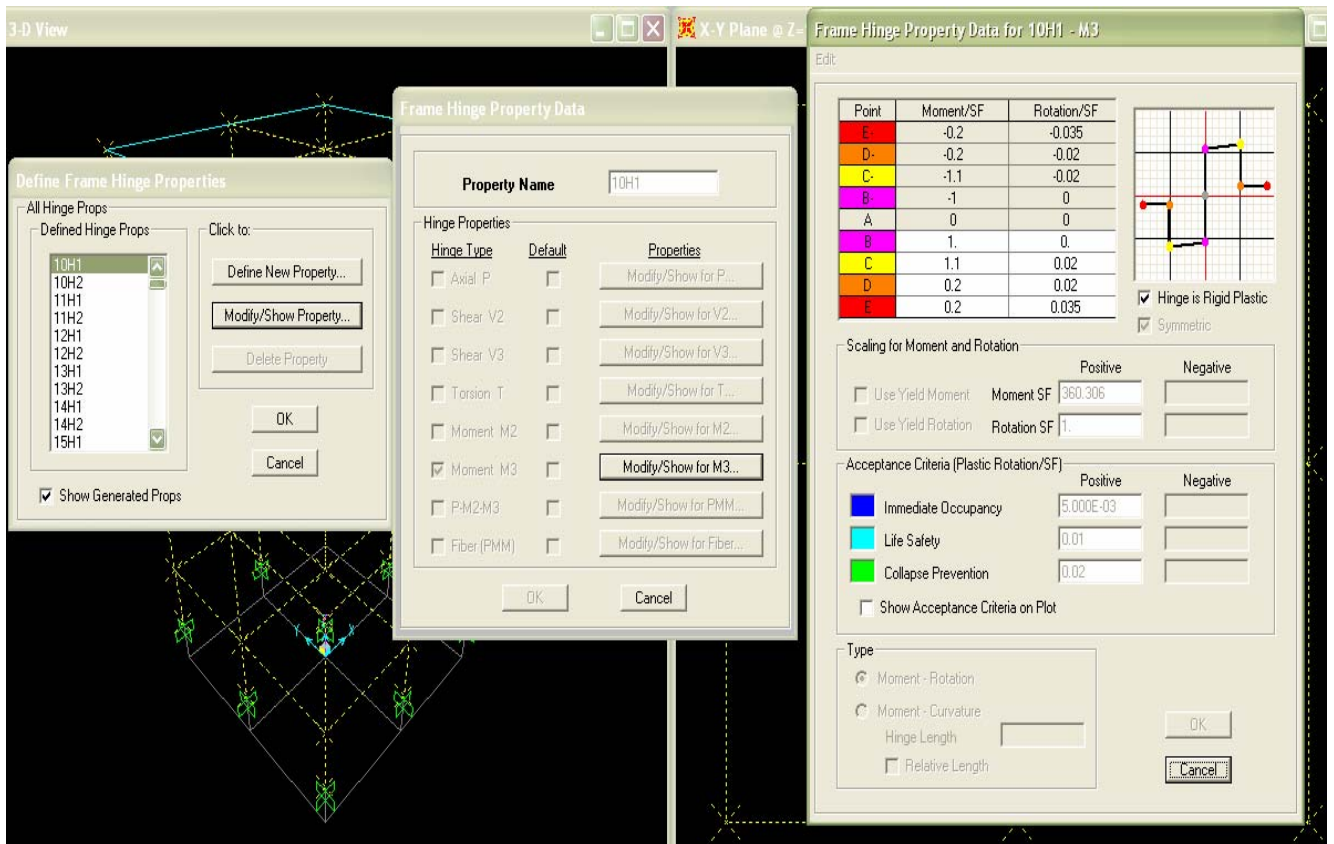 3-D View
X-Y Plane @ Z=
Define Frame Hinge Properties
All Hinge Props
Defined Hinge Props
10H1
10H2
11H1
11H2
12H1
12H2
13H1
13H2
14H1
14H2
15H1
Click to:
Define New Property...
Modify/Show Property...
Delete Property
OK
Cancel
Show Generated Props
Y X
Frame Hinge Property Data
Property Name 10H1
Hinge Properties
Hinge Type Default Properties
Axial P Modify/Show for P...
Shear V2 Modify/Show for V2...
Shear V3 Modify/Show for V3...
Torsion T Modify/Show for T...
Moment M2 Modify/Show for M2...
Moment M3 Modify/Show for M3...
P-M2-M3 Modify/Show for PMM...
Fiber (PMM) Modify/Show for Fiber...
OK Cancel
Frame Hinge Property Data for 10H1 - M3
Edit
Point Moment/SF Rotation/SF
E- -0.2 -0.035
D- -0.2 -0.02
C- -1.1 -0.02
B- -1 0
A 0 0
B 1. 0.
C 1.1 0.02
D 0.2 0.02
E 0.2 0.035
Hinge is Rigid Plastic
Symmetric
Scaling for Moment and Rotation
Positive Negative
Use Yield Moment Moment SF 360.306
Use Yield Rotation Rotation SF 1.
Acceptance Criteria (Plastic Rotation/SF)
Positive Negative
Immediate Occupancy 5.000E-03
Life Safety 0.01
Collapse Prevention 0.02
Show Acceptance Criteria on Plot
Type
Moment - Rotation
Moment - Curvature
Hinge Length
Relative Length
OK
Cancel